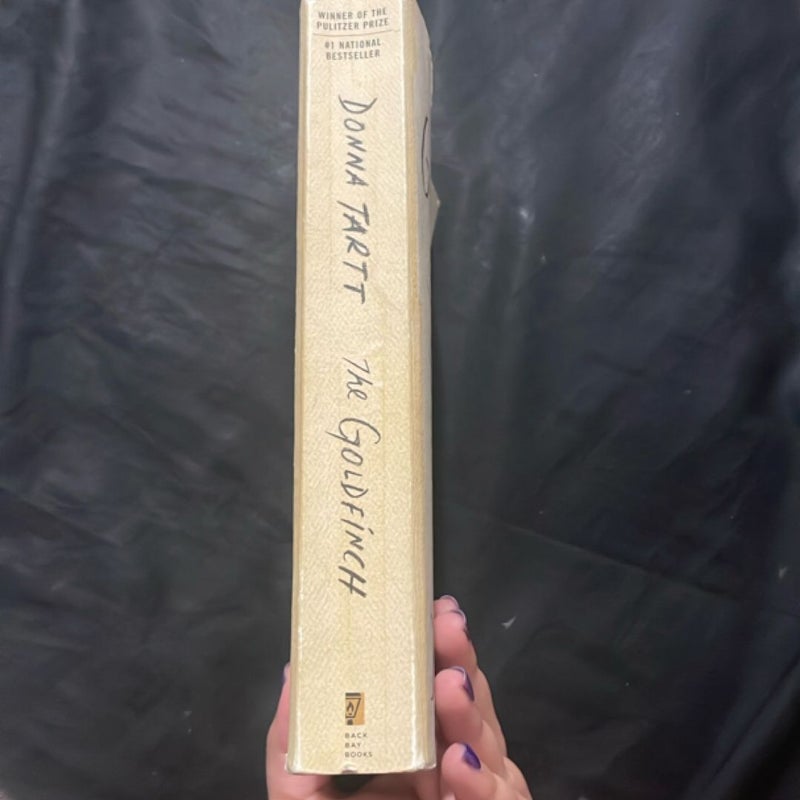 WINNER OF THE
PULITZER PRIZE
#1 NATIONAL
BESTSELLER
DONNA TARTT
The GOLDFINCH
BACK
BAY
BOOKS